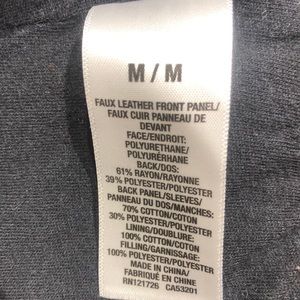 M / M
FAUX LEATHER FRONT PANEL/
FAUX CUIR PANNEAU DE
DEVANT
FACE/ENDROIT:
POLYURETHANE/
POLYURÉRHANE
BACK/DOS:
61% RAYON/RAYONNE
39% POLYESTER/POLYESTER
BACK PANEL/SLEEVES/
PANNEAU DU DOS/MANCHES:
70% COTTON/COTON
30% POLYESTER/POLYESTER
LINING/DOUBLURE:
100% COTTON/COTON
FILLING/GARNISSAGE:
100% POLYESTER/POLYESTER
MADE IN CHINA/
FABRIQUÉ EN CHINE
RN121726 CA53201